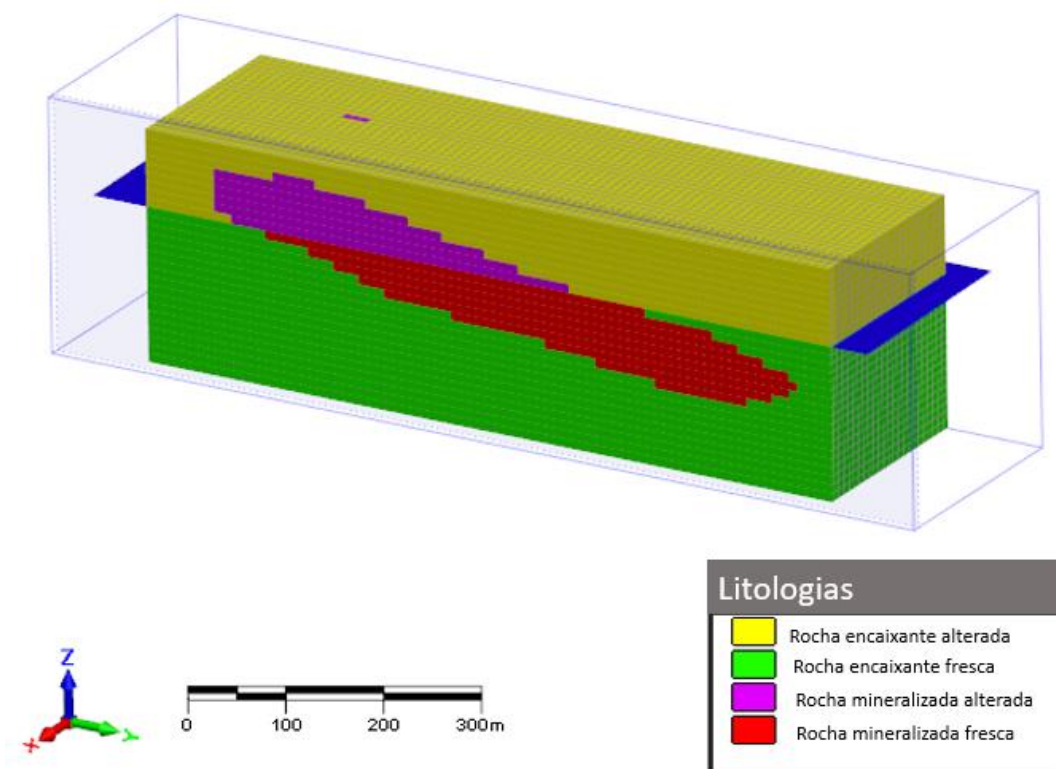 Litologias
Rocha encaixante alterada
Rocha encaixante fresca
Rocha mineralizada alterada
Rocha mineralizada fresca
Z
X
Y
0 100 200 300m